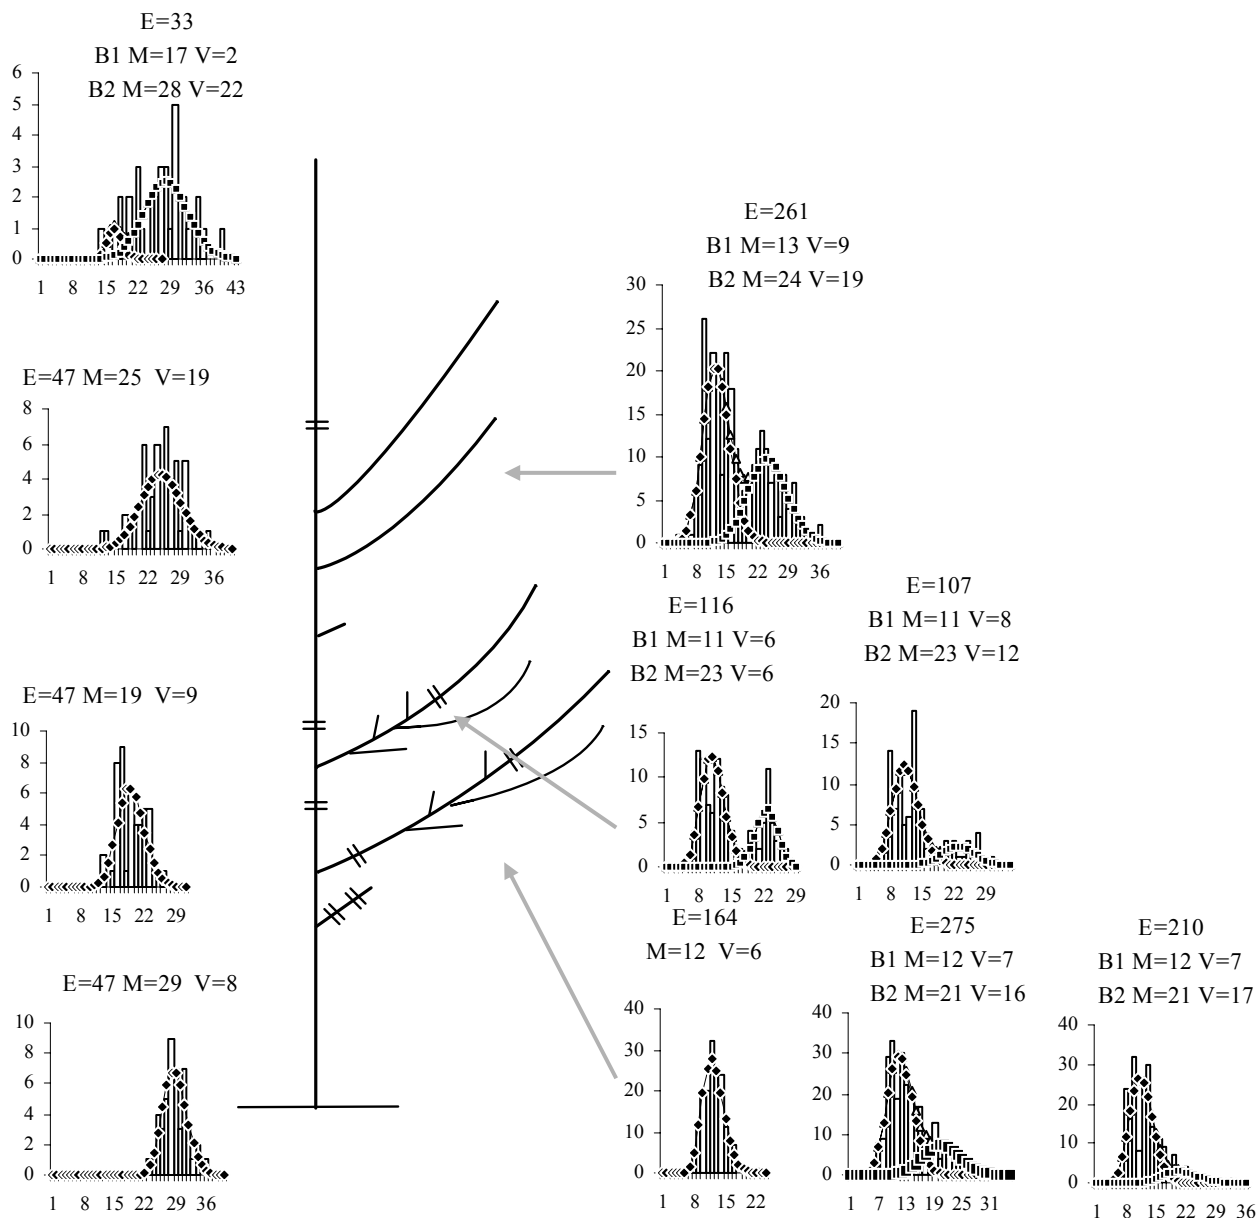 E=33
B1 M=17 V=2
B2 M=28 V=22
6
5
4
3
2
1
0
1 8 15 22 29 36 43
E=47 M=25 V=19
8
6
4
2
0
1 8 15 22 29 36
E=47 M=19 V=9
10
8
6
4
2
0
1 8 15 22 29
E=47 M=29 V=8
10
8
6
4
2
0
1 8 15 22 29 36
E=261
B1 M=13 V=9
B2 M=24 V=19
30
25
20
15
10
5
0
1 8 15 22 29 36
E=116
B1 M=11 V=6
B2 M=23 V=6
15
10
5
0
1 8 15 22 29
E=107
B1 M=11 V=8
B2 M=23 V=12
20
15
10
5
0
1 8 15 22 29
E=164
M=12 V=6
40
30
20
10
0
1 8 15 22
E=275
B1 M=12 V=7
B2 M=21 V=16
40
30
20
10
0
1 7 13 19 25 31
E=210
B1 M=12 V=7
B2 M=21 V=17
40
30
20
10
0
1 8 15 22 29 36